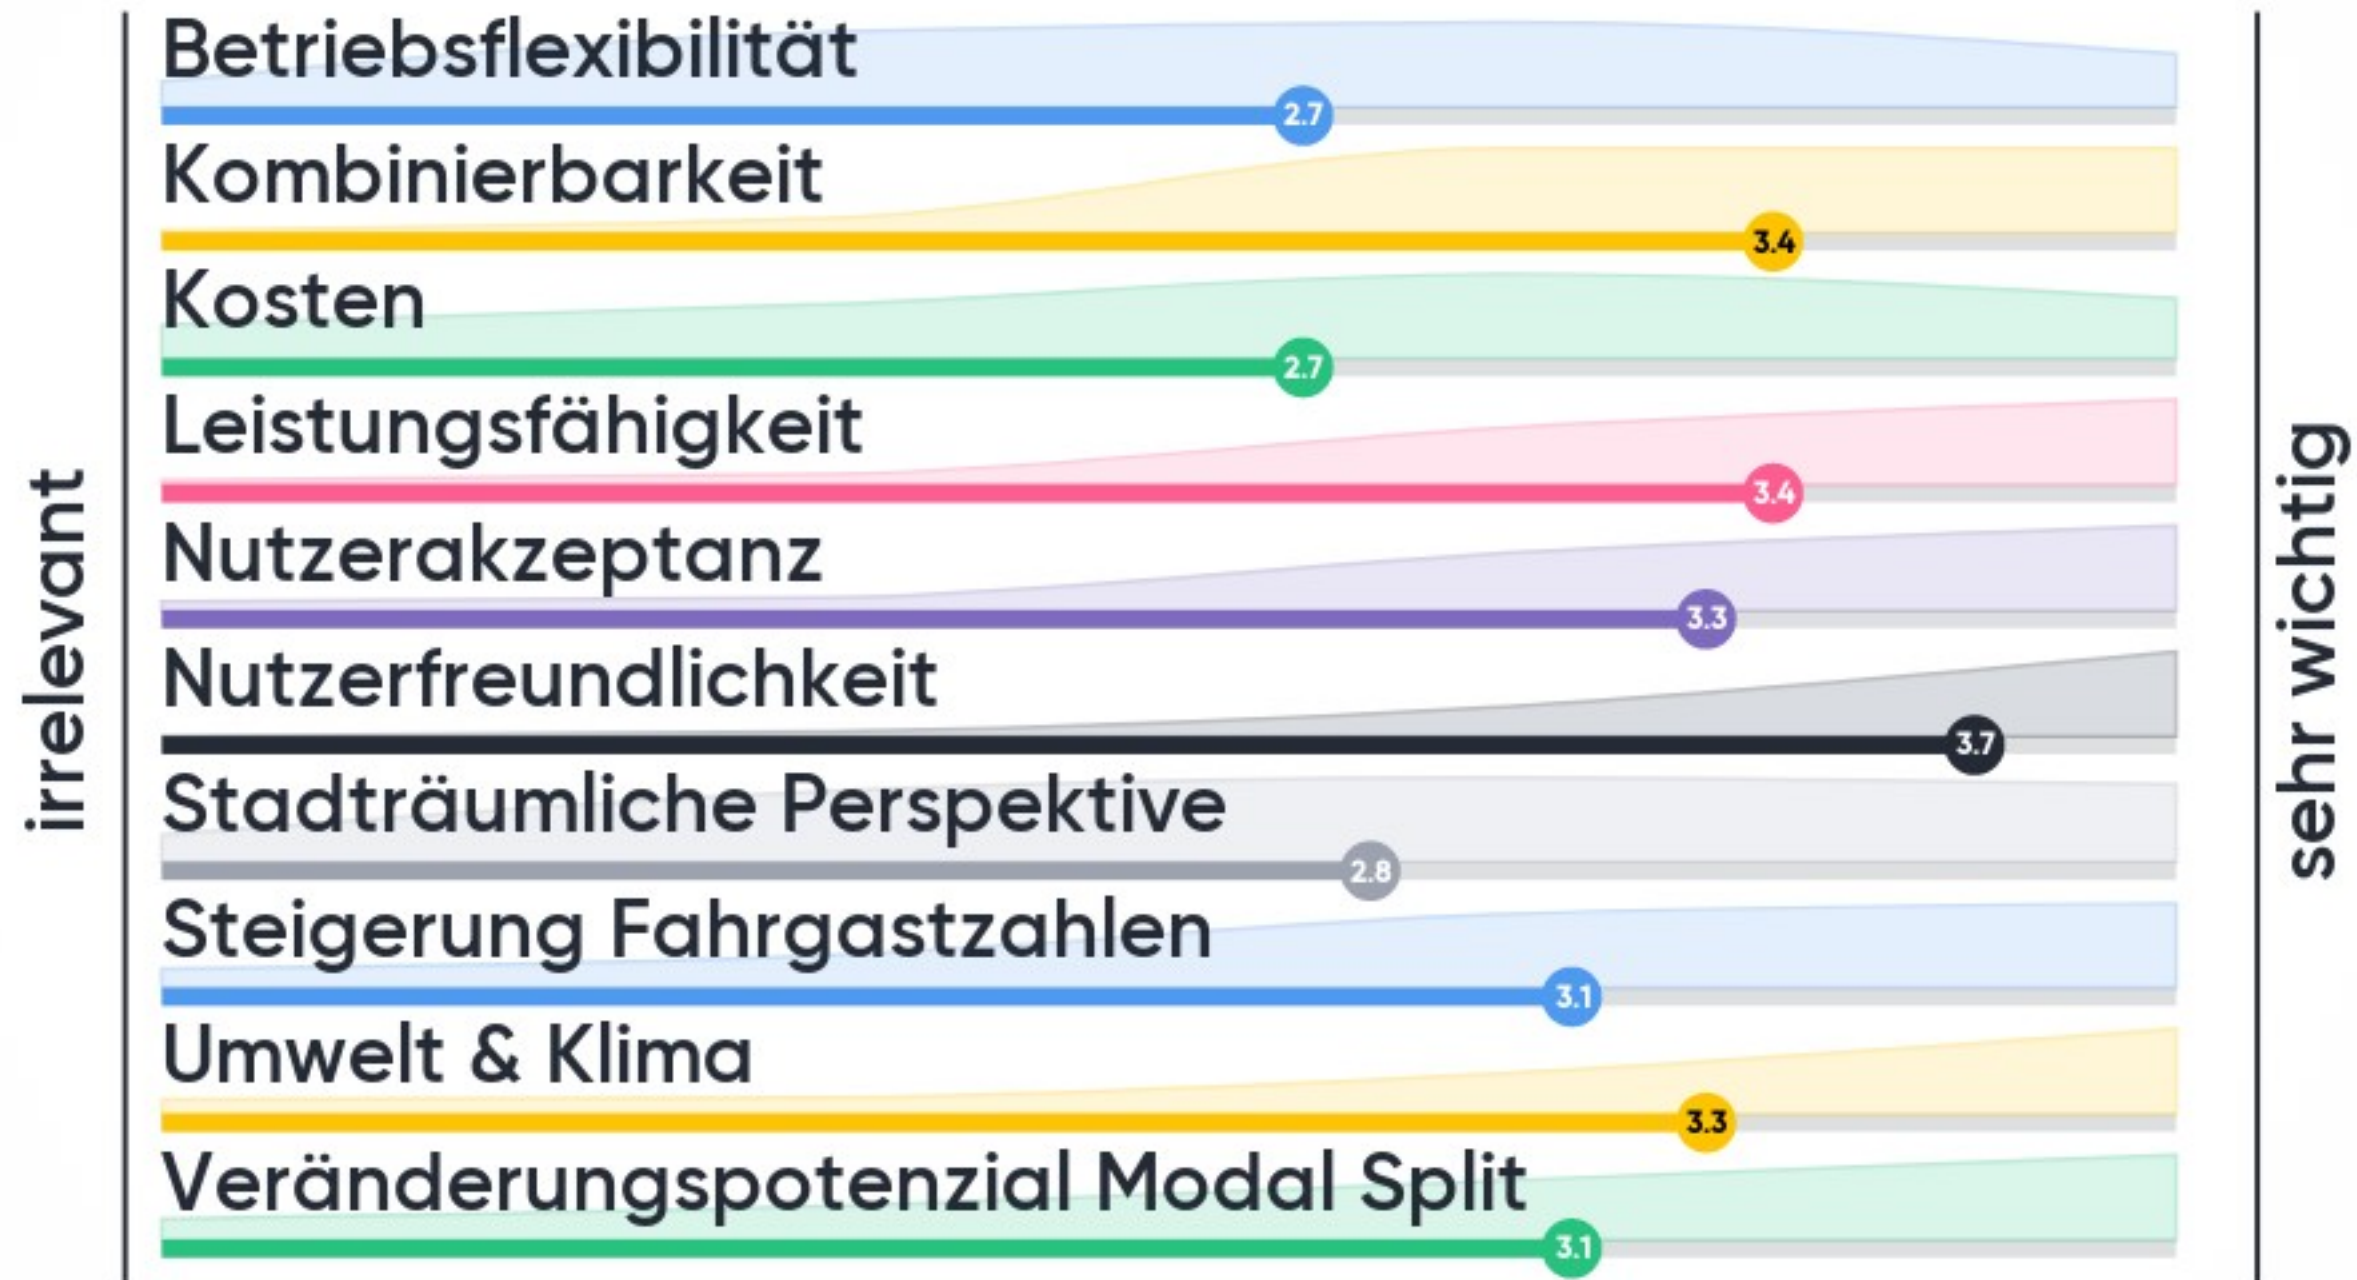 irrelevant
Betriebsflexibilität
2.7
Kombinierbarkeit
3.4
Kosten
2.7
Leistungsfähigkeit
3.4
Nutzerakzeptanz
3.3
Nutzerfreundlichkeit
3.7
Stadträumliche Perspektive
2.8
Steigerung Fahrgastzahlen
3.1
Umwelt & Klima
3.3
Veränderungspotenzial Modal Split
3.1
sehr wichtig